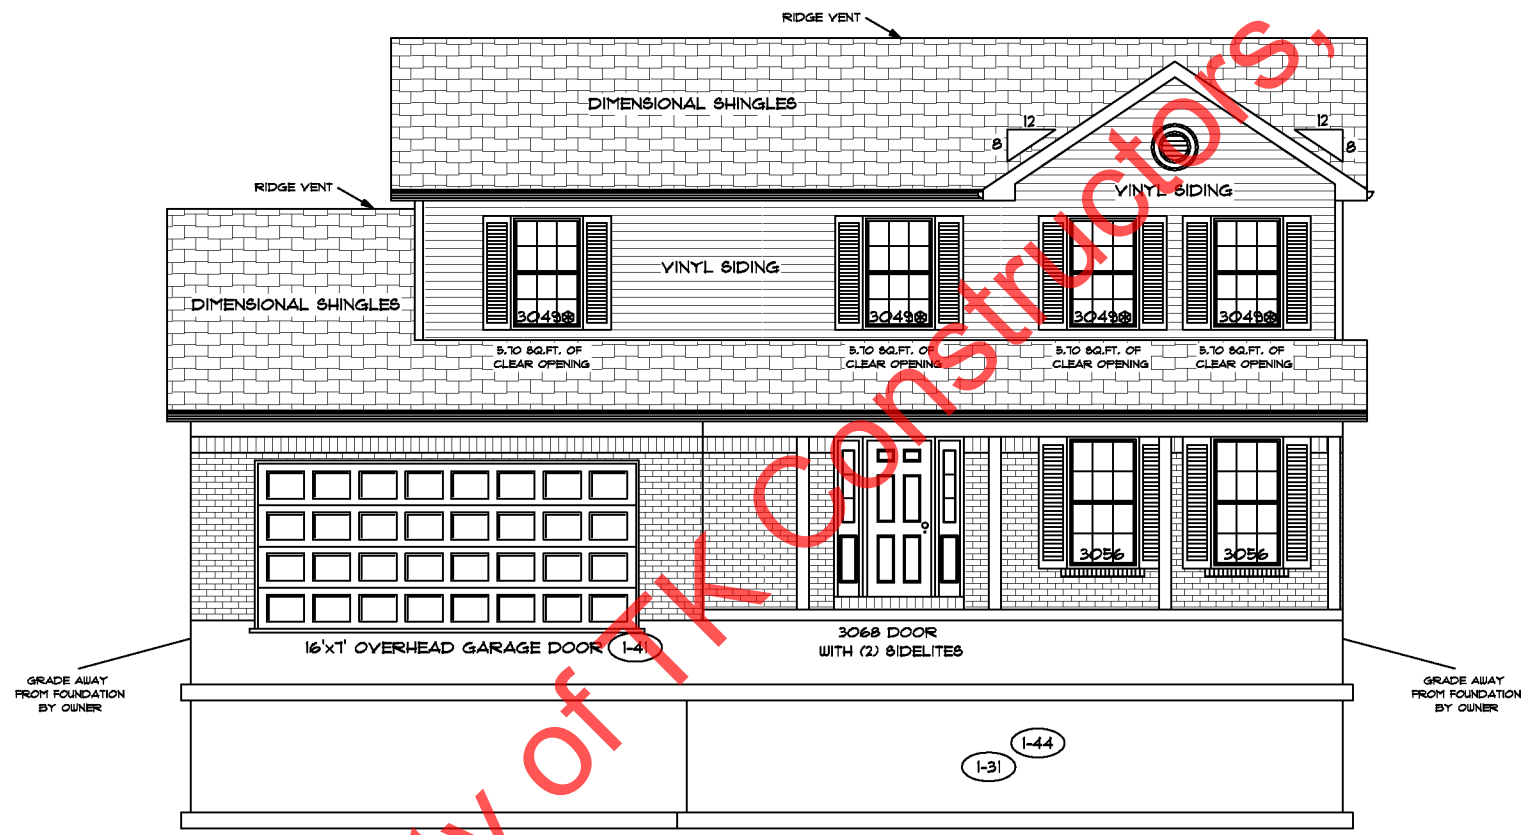 RIDGE VENT
DIMENSIONAL SHINGLES
12
8
12
8
VINYL SIDING
RIDGE VENT
DIMENSIONAL SHINGLES
VINYL SIDING
3049
3049
3049
3049
5.70 SQ.FT. OF
CLEAR OPENING
5.70 SQ.FT. OF
CLEAR OPENING
5.70 SQ.FT. OF
CLEAR OPENING
5.70 SQ.FT. OF
CLEAR OPENING
3056
3056
16'x7' OVERHEAD GARAGE DOOR
1-41
3068 DOOR
WITH (2) SIDELITES
GRADE AWAY
FROM FOUNDATION
BY OWNER
GRADE AWAY
FROM FOUNDATION
BY OWNER
1-44
1-31
of TK Constructors,